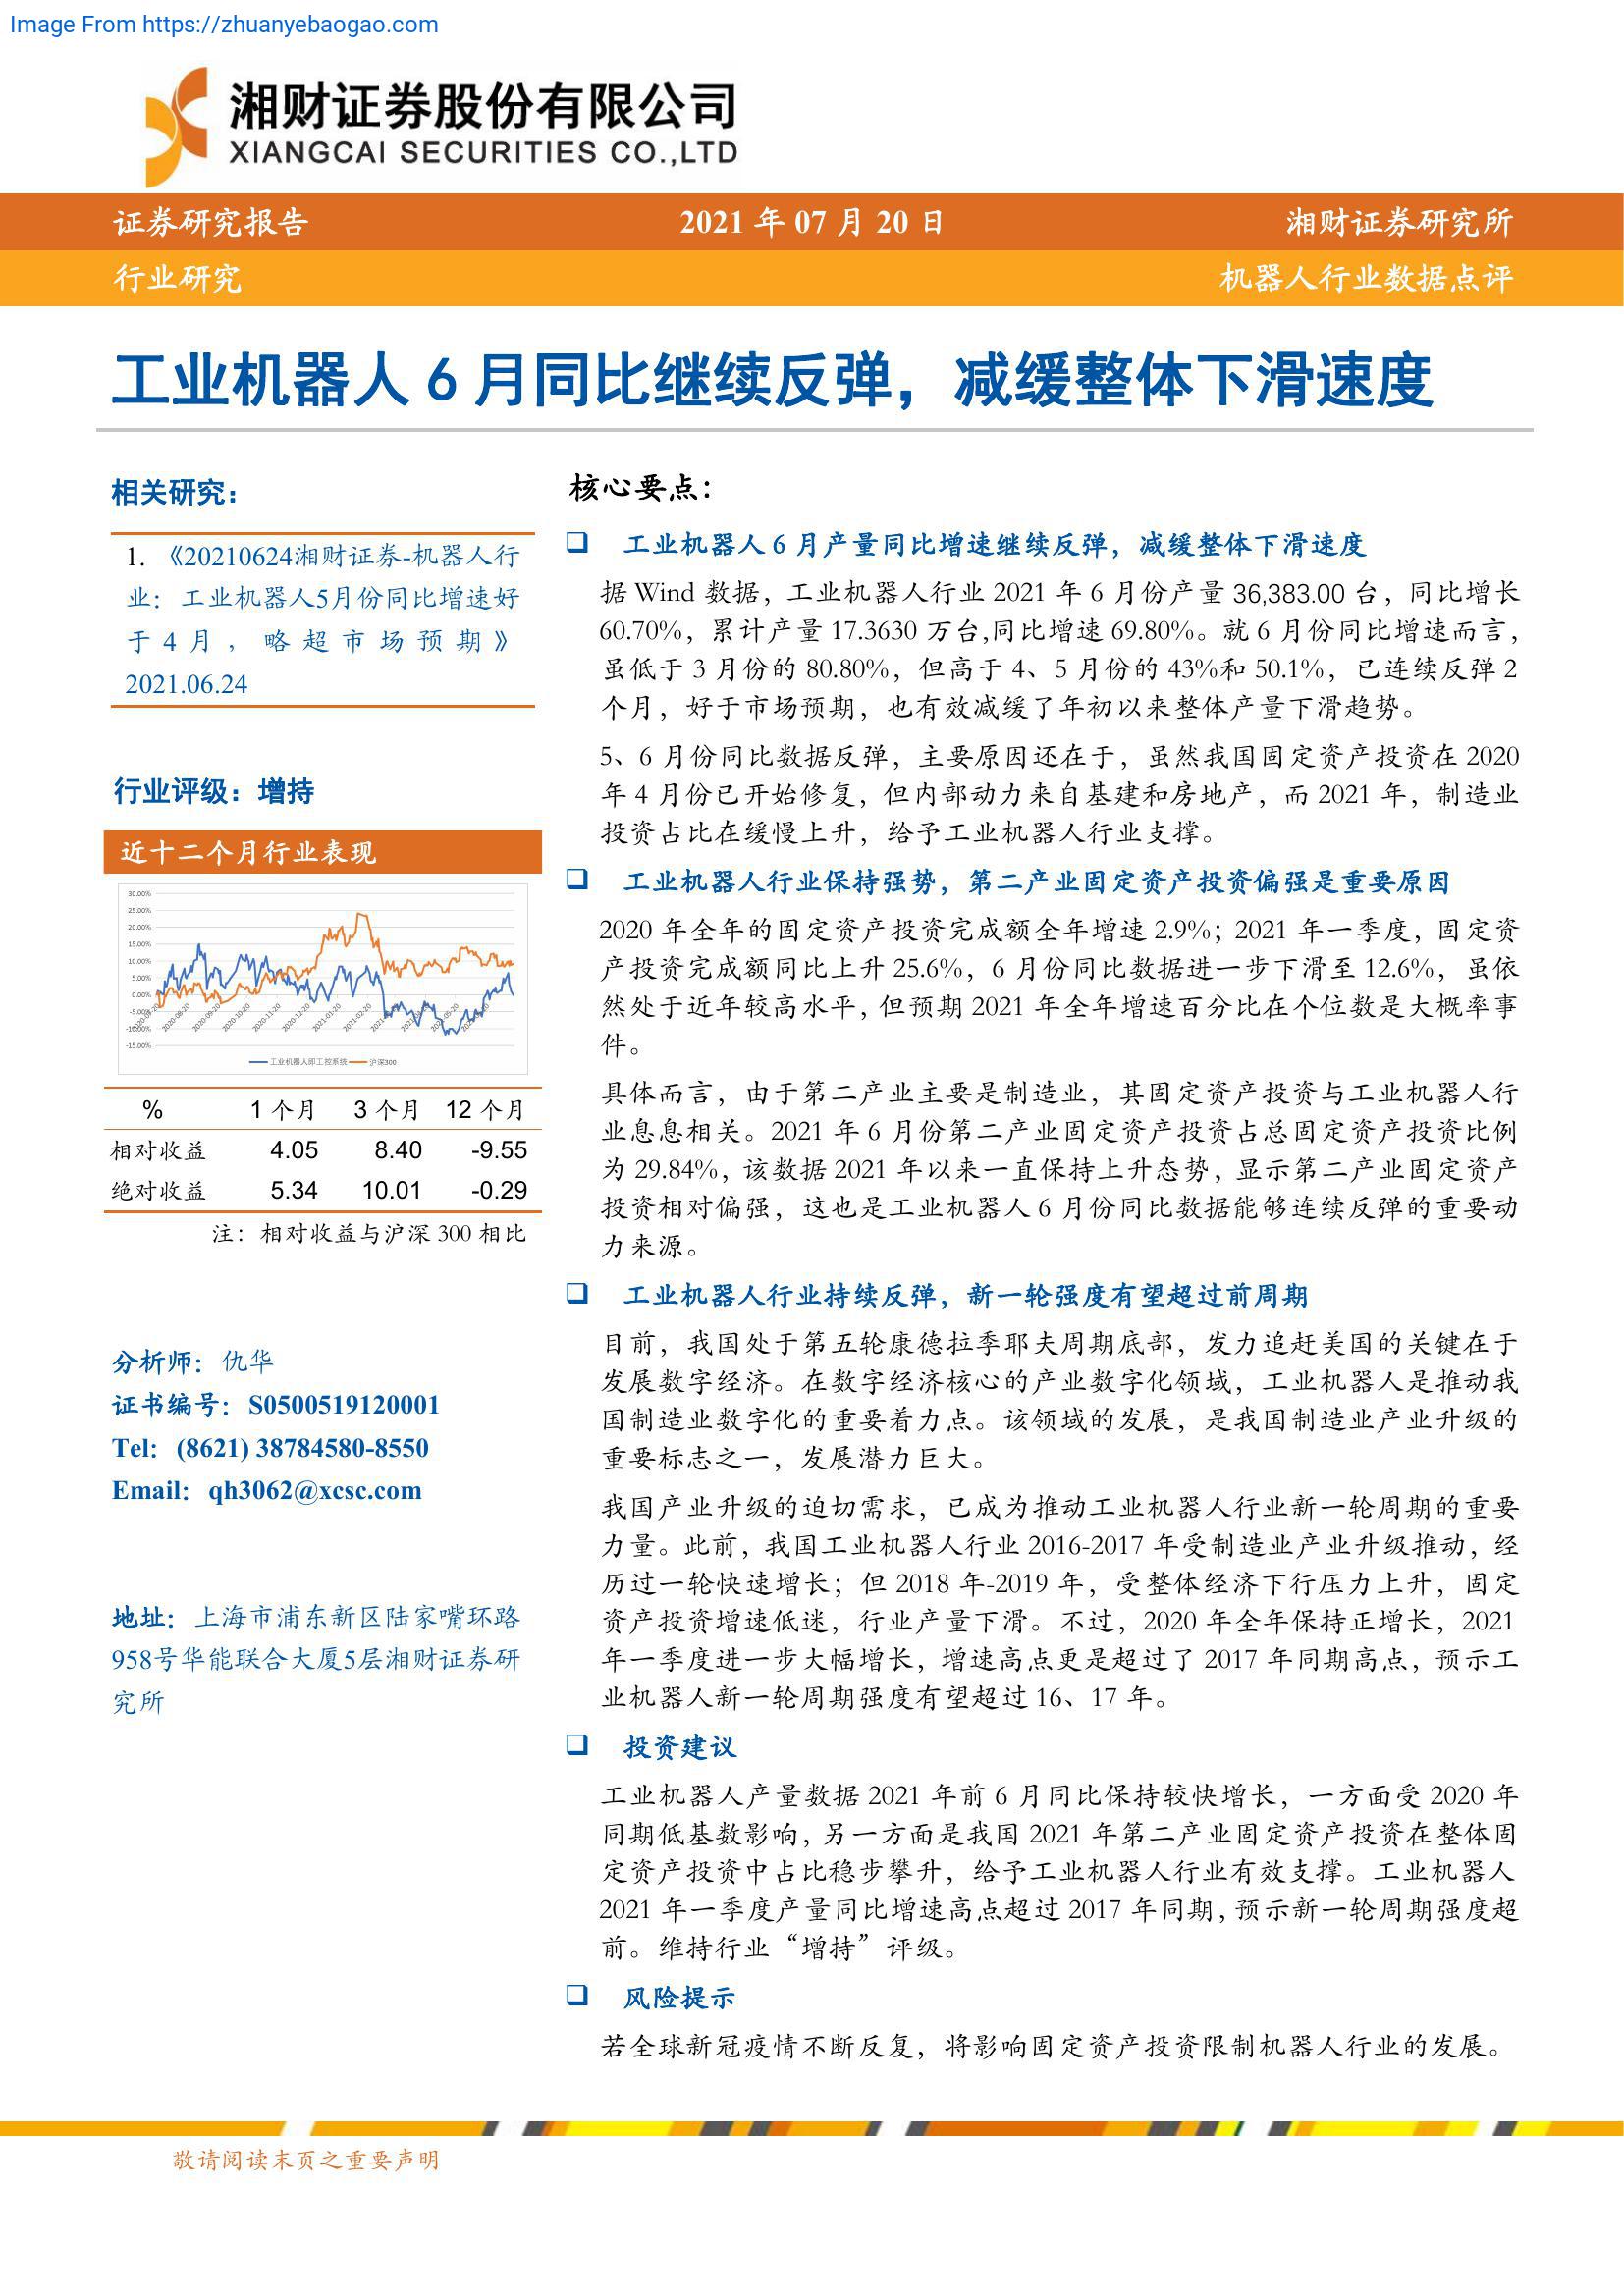 Image From https://zhuanyebaogao.com
湘财证券股份有限公司
XIANGCAI SECURITIES CO.,LTD
证券研究报告 2021 年 07 月 20 日 湘财证券研究所
行业研究 机器人行业数据点评
工业机器人 6 月同比继续反弹，减缓整体下滑速度
相关研究：
1. 《20210624湘财证券-机器人行
业：工业机器人5月份同比增速好
于 4 月，略超市场预期》
2021.06.24
行业评级：增持
近十二个月行业表现
30.00%
25.00%
20.00%
15.00%
10.00%
5.00%
0.00%
-5.00%
-10.00%
-15.00%
2020-08-20
2020-09-20
2020-10-20
2020-11-20
2020-12-20
2021-01-20
2021-02-20
工业机器人即工控系统 沪深300
% 1 个月 3 个月 12 个月
相对收益 4.05 8.40 -9.55
绝对收益 5.34 10.01 -0.29
注：相对收益与沪深 300 相比
分析师：仇华
证书编号：S0500519120001
Tel：(8621) 38784580-8550
Email：qh3062@xcsc.com
地址：上海市浦东新区陆家嘴环路
958号华能联合大厦5层湘财证券研
究所
核心要点：
❑ 工业机器人 6 月产量同比增速继续反弹，减缓整体下滑速度
据 Wind 数据，工业机器人行业 2021 年 6 月份产量 36,383.00 台，同比增长
60.70%，累计产量 17.3630 万台,同比增速 69.80%。就 6 月份同比增速而言，
虽低于 3 月份的 80.80%，但高于 4、5 月份的 43%和 50.1%，已连续反弹 2
个月，好于市场预期，也有效减缓了年初以来整体产量下滑趋势。
5、6 月份同比数据反弹，主要原因还在于，虽然我国固定资产投资在 2020
年 4 月份已开始修复，但内部动力来自基建和房地产，而 2021 年，制造业
投资占比在缓慢上升，给予工业机器人行业支撑。
❑ 工业机器人行业保持强势，第二产业固定资产投资偏强是重要原因
2020 年全年的固定资产投资完成额全年增速 2.9%；2021 年一季度，固定资
产投资完成额同比上升 25.6%，6 月份同比数据进一步下滑至 12.6%，虽依
然处于近年较高水平，但预期 2021 年全年增速百分比在个位数是大概率事
件。
具体而言，由于第二产业主要是制造业，其固定资产投资与工业机器人行
业息息相关。2021 年 6 月份第二产业固定资产投资占总固定资产投资比例
为 29.84%，该数据 2021 年以来一直保持上升态势，显示第二产业固定资产
投资相对偏强，这也是工业机器人 6 月份同比数据能够连续反弹的重要动
力来源。
❑ 工业机器人行业持续反弹，新一轮强度有望超过前周期
目前，我国处于第五轮康德拉季耶夫周期底部，发力追赶美国的关键在于
发展数字经济。在数字经济核心的产业数字化领域，工业机器人是推动我
国制造业数字化的重要着力点。该领域的发展，是我国制造业产业升级的
重要标志之一，发展潜力巨大。
我国产业升级的迫切需求，已成为推动工业机器人行业新一轮周期的重要
力量。此前，我国工业机器人行业 2016-2017 年受制造业产业升级推动，经
历过一轮快速增长；但 2018 年-2019 年，受整体经济下行压力上升，固定
资产投资增速低迷，行业产量下滑。不过，2020 年全年保持正增长，2021
年一季度进一步大幅增长，增速高点更是超过了 2017 年同期高点，预示工
业机器人新一轮周期强度有望超过 16、17 年。
❑ 投资建议
工业机器人产量数据 2021 年前 6 月同比保持较快增长，一方面受 2020 年
同期低基数影响，另一方面是我国 2021 年第二产业固定资产投资在整体固
定资产投资中占比稳步攀升，给予工业机器人行业有效支撑。工业机器人
2021 年一季度产量同比增速高点超过 2017 年同期，预示新一轮周期强度超
前。维持行业“增持”评级。
❑ 风险提示
若全球新冠疫情不断反复，将影响固定资产投资限制机器人行业的发展。
敬请阅读末页之重要声明